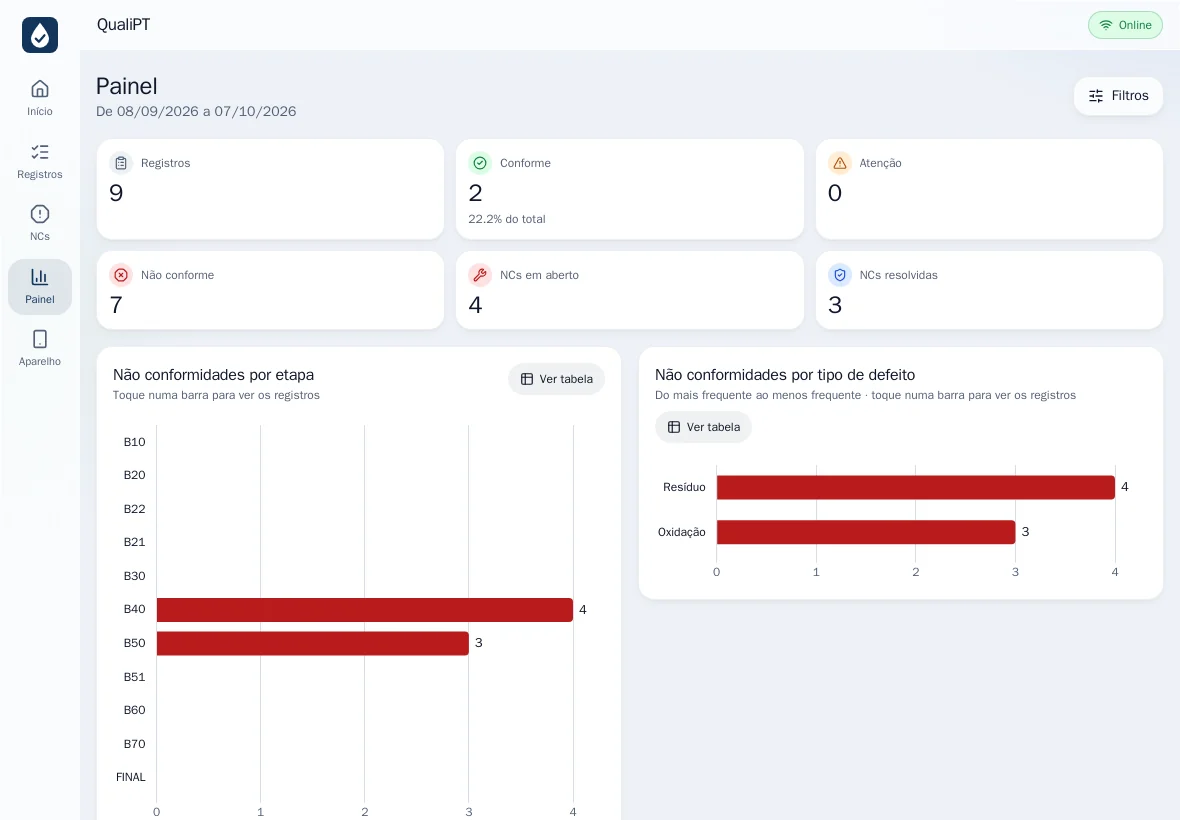 QualiPT
Online
Início
Registros
NCs
Painel
Aparelho
Painel
De 08/09/2026 a 07/10/2026
Filtros
Registros
9
Conforme
2
22.2% do total
Atenção
0
Não conforme
7
NCs em aberto
4
NCs resolvidas
3
Não conformidades por etapa
Toque numa barra para ver os registros
Ver tabela
B10
B20
B22
B21
B30
B40 4
B50 3
B51
B60
B70
FINAL
0 1 2 3 4
Não conformidades por tipo de defeito
Do mais frequente ao menos frequente · toque numa barra para ver os registros
Ver tabela
Resíduo 4
Oxidação 3
0 1 2 3 4